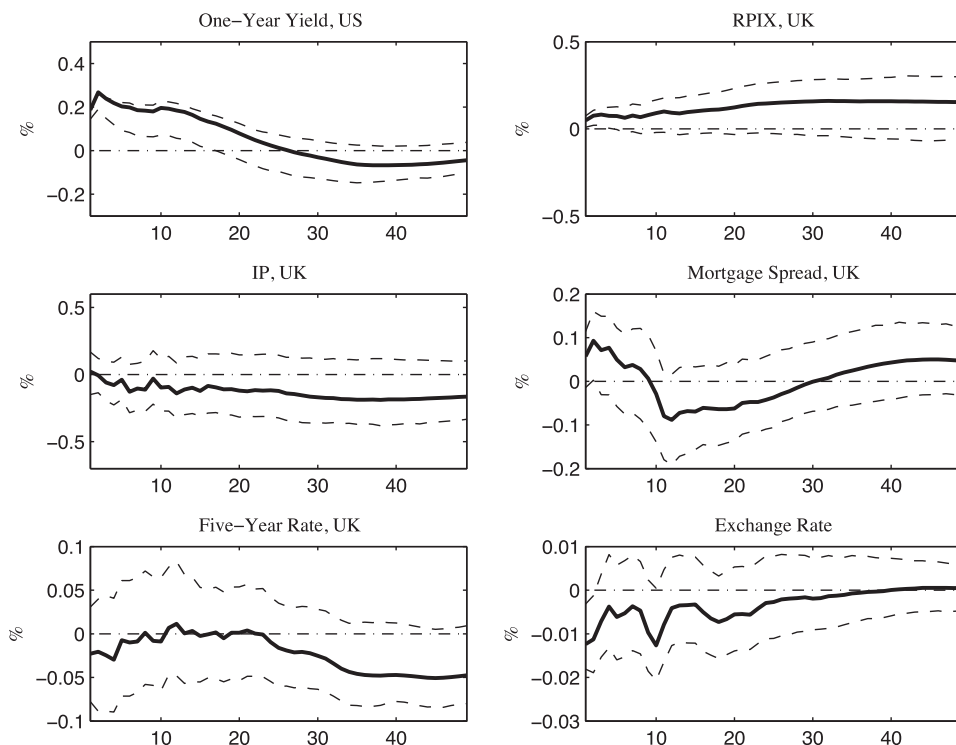 One−Year Yield, US
%
0.4
0.2
0
−0.2
10 20 30 40
RPIX, UK
%
0.5
0
−0.5
10 20 30 40
IP, UK
%
0.5
0
−0.5
10 20 30 40
Mortgage Spread, UK
%
0.2
0.1
0
−0.1
−0.2
10 20 30 40
Five−Year Rate, UK
%
0.1
0.05
0
−0.05
−0.1
10 20 30 40
Exchange Rate
%
0.01
0
−0.01
−0.02
−0.03
10 20 30 40